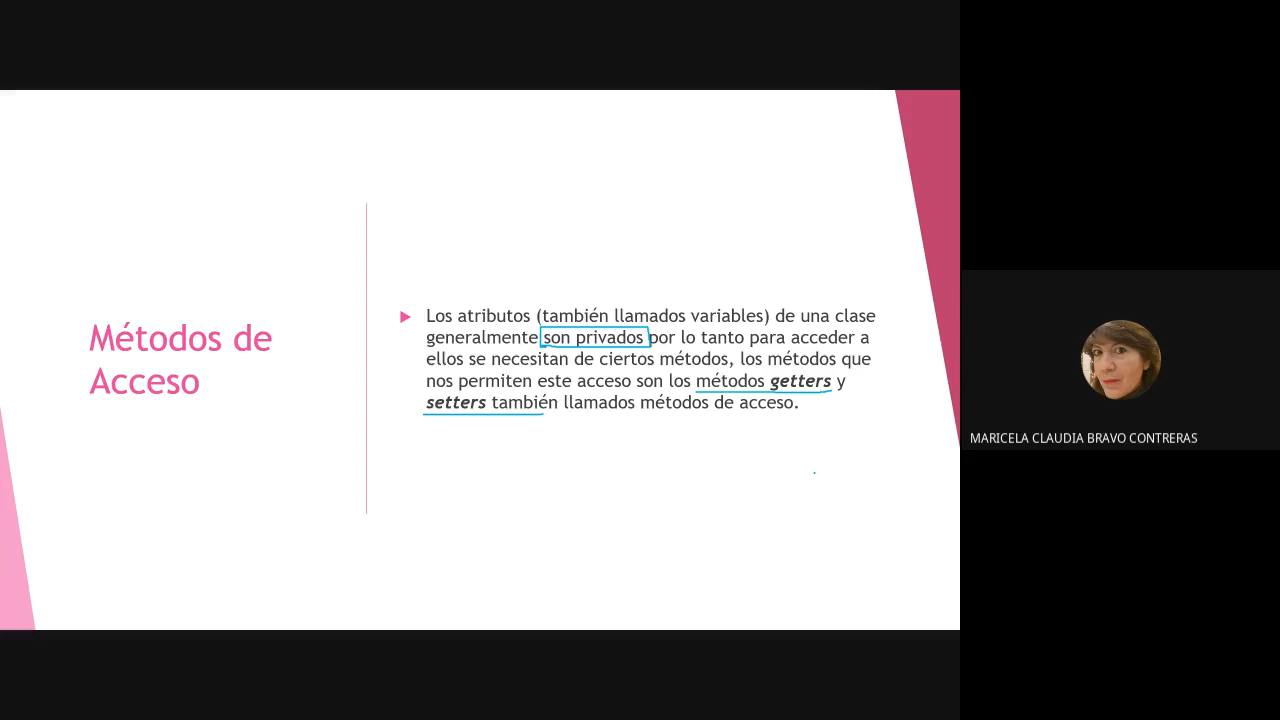 Métodos de
Acceso
Los atributos (también llamados variables) de una clase
generalmente son privados por lo tanto para acceder a
ellos se necesitan de ciertos métodos, los métodos que
nos permiten este acceso son los métodos getters y
setters también llamados métodos de acceso.
MARICELA CLAUDIA BRAVO CONTRERAS